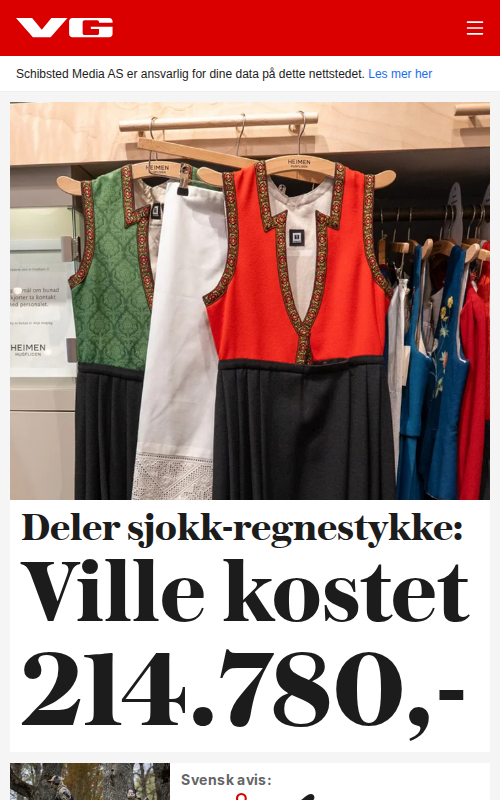 VG
Schibsted Media AS er ansvarlig for dine data på dette nettstedet. Les mer her
HEIMEN
HEIMEN
HUSFLIDEN
HEIMEN
HUSFLIDEN
Deler sjokk-regnestykke:
Ville kostet
214.780,-
Svensk avis: